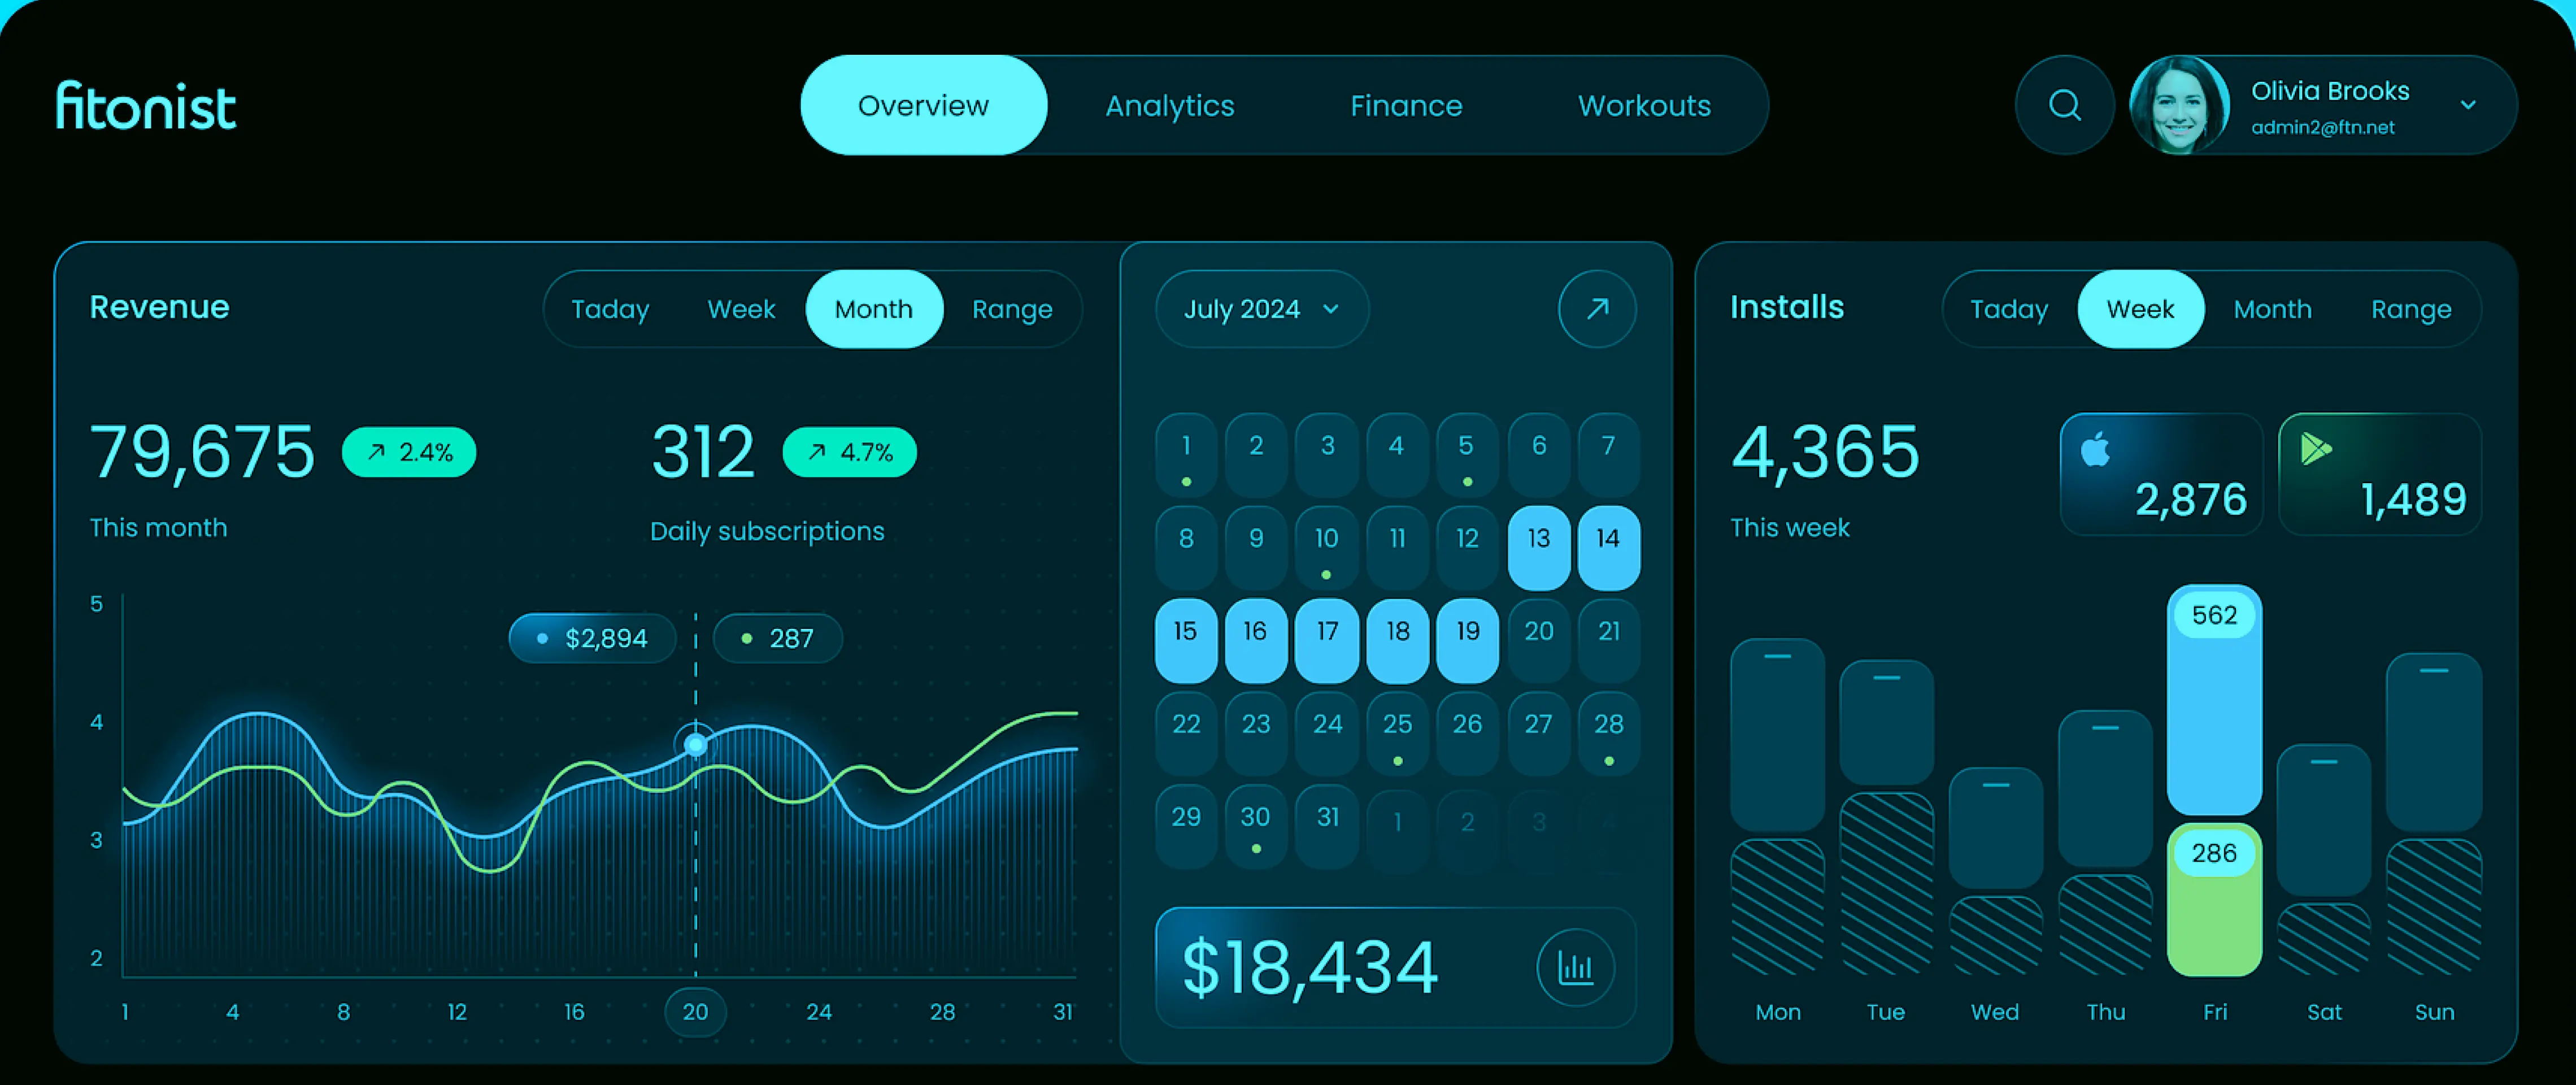 fitonist
Overview Analytics Finance Workouts
Olivia Brooks
admin2@ftn.net
Revenue
Taday Week Month Range
79,675 2.4%
This month
312 4.7%
Daily subscriptions
5
4
3
2
$2,894 287
1 4 8 12 16 20 24 28 31
July 2024
1 2 3 4 5 6 7
8 9 10 11 12 13 14
15 16 17 18 19 20 21
22 23 24 25 26 27 28
29 30 31 1 2 3
$18,434
Installs
Taday Week Month Range
4,365
This week
2,876
1,489
562
286
Mon Tue Wed Thu Fri Sat Sun